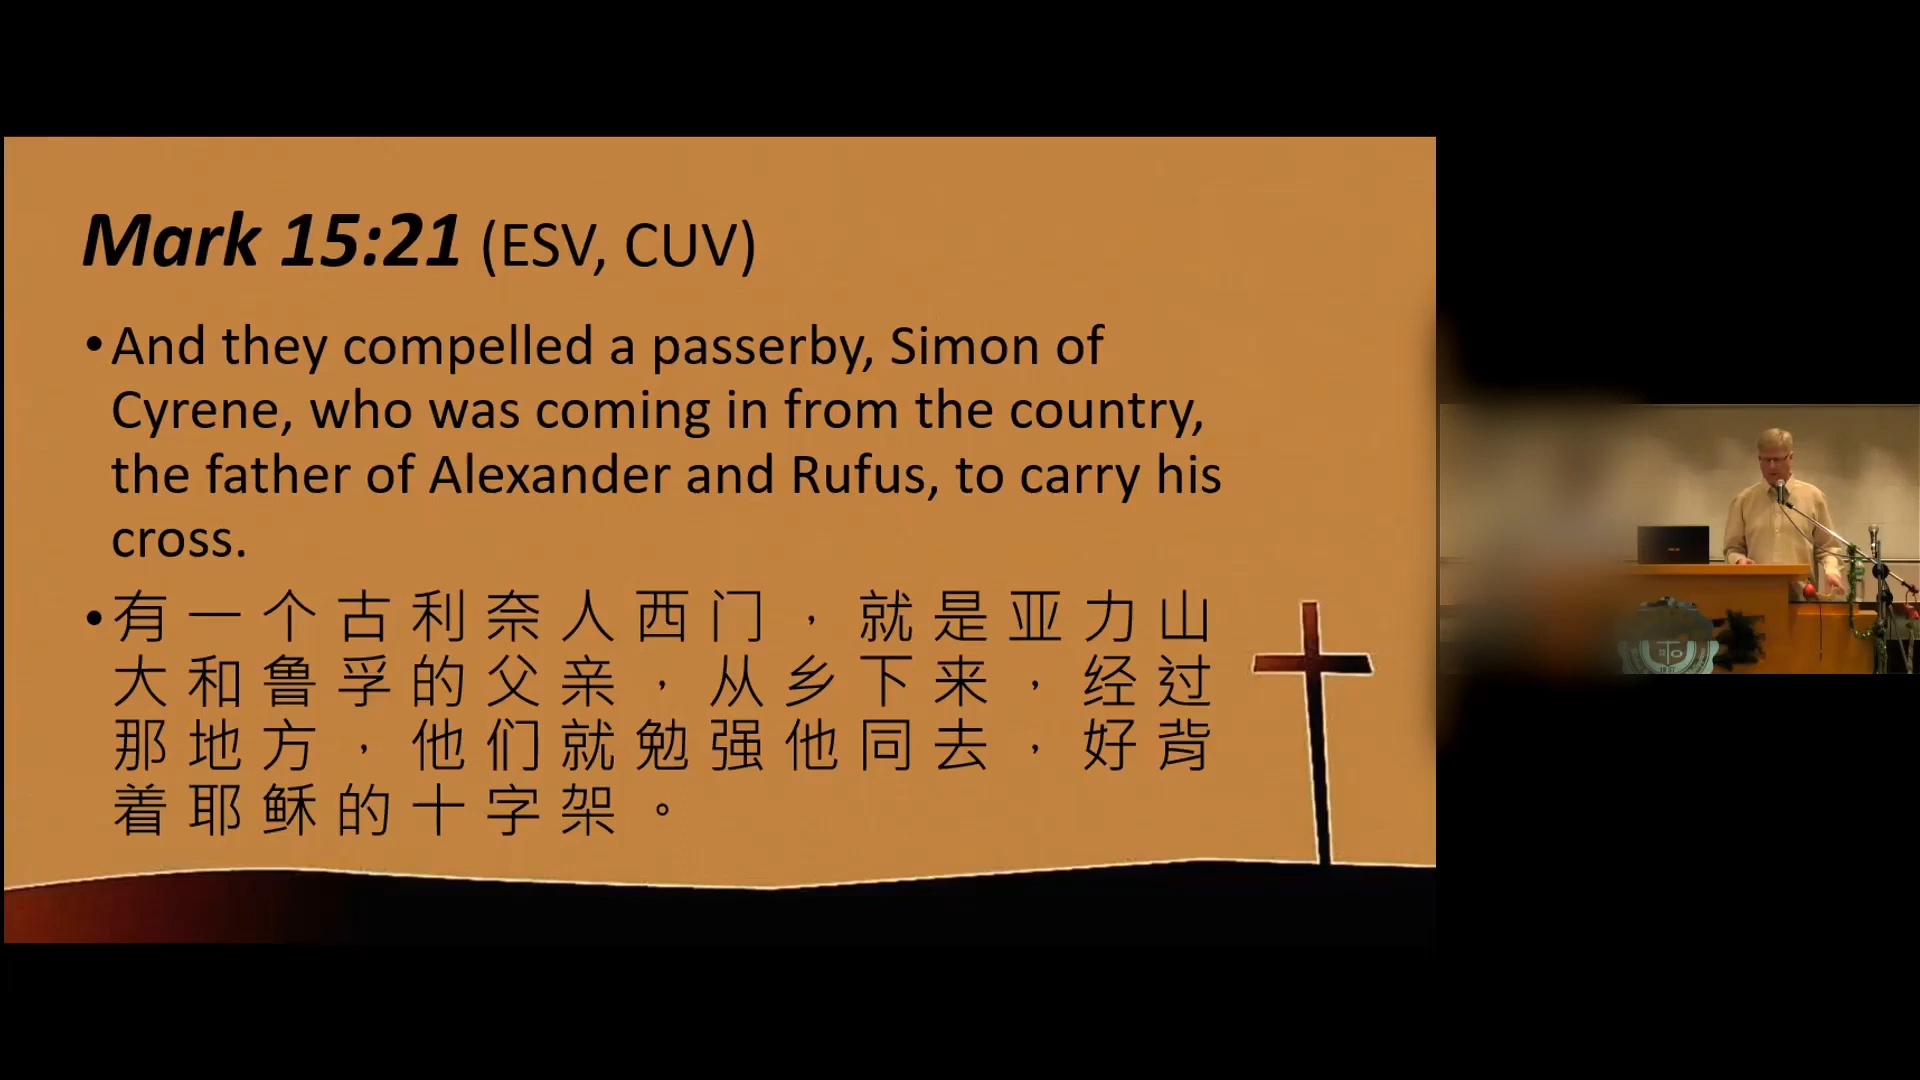 Mark 15:21 (ESV, CUV)
•And they compelled a passerby, Simon of
Cyrene, who was coming in from the country,
the father of Alexander and Rufus, to carry his
cross.
•有一个古利奈人西门，就是亚力山
大和鲁孚的父亲，从乡下来，经过
那地方，他们就勉强他同去，好背
着耶稣的十字架。